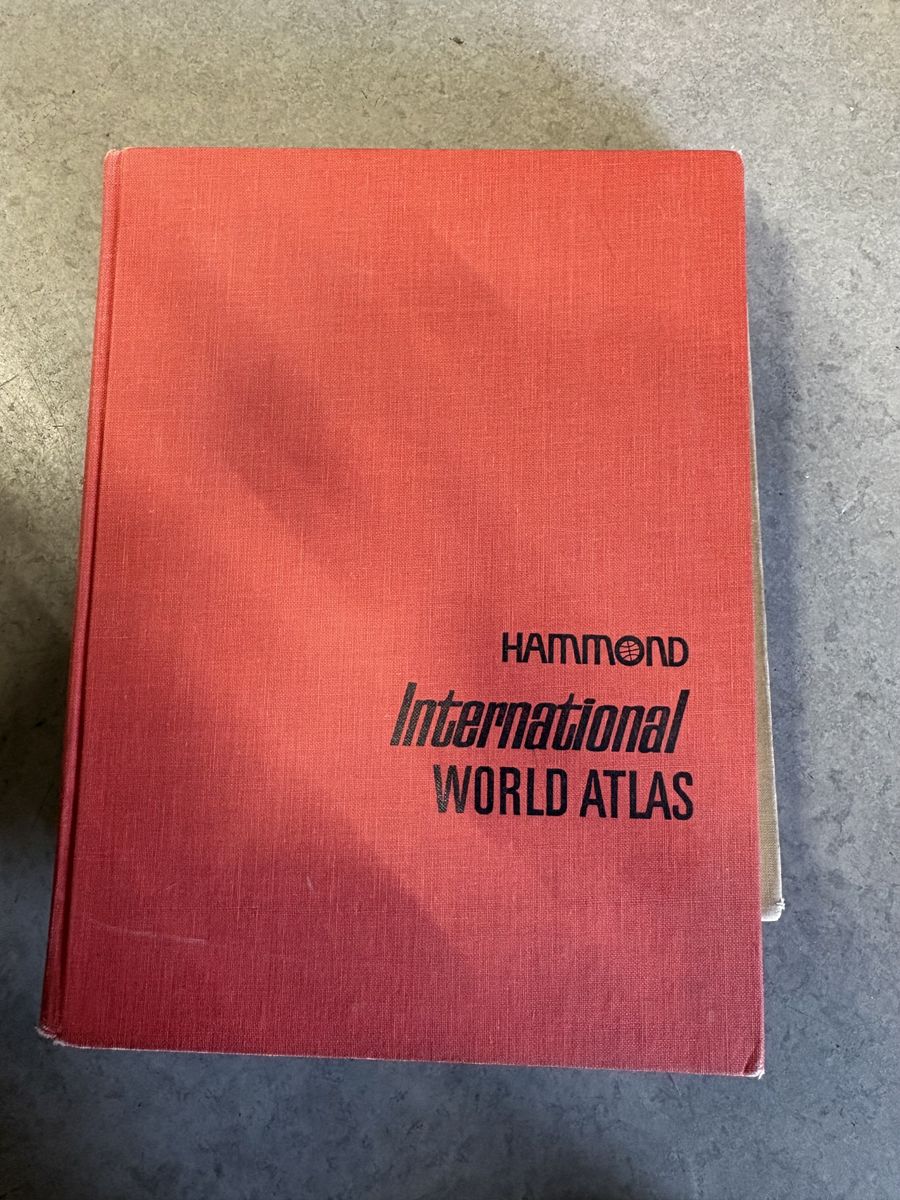 HAMMOND
International
WORLD ATLAS